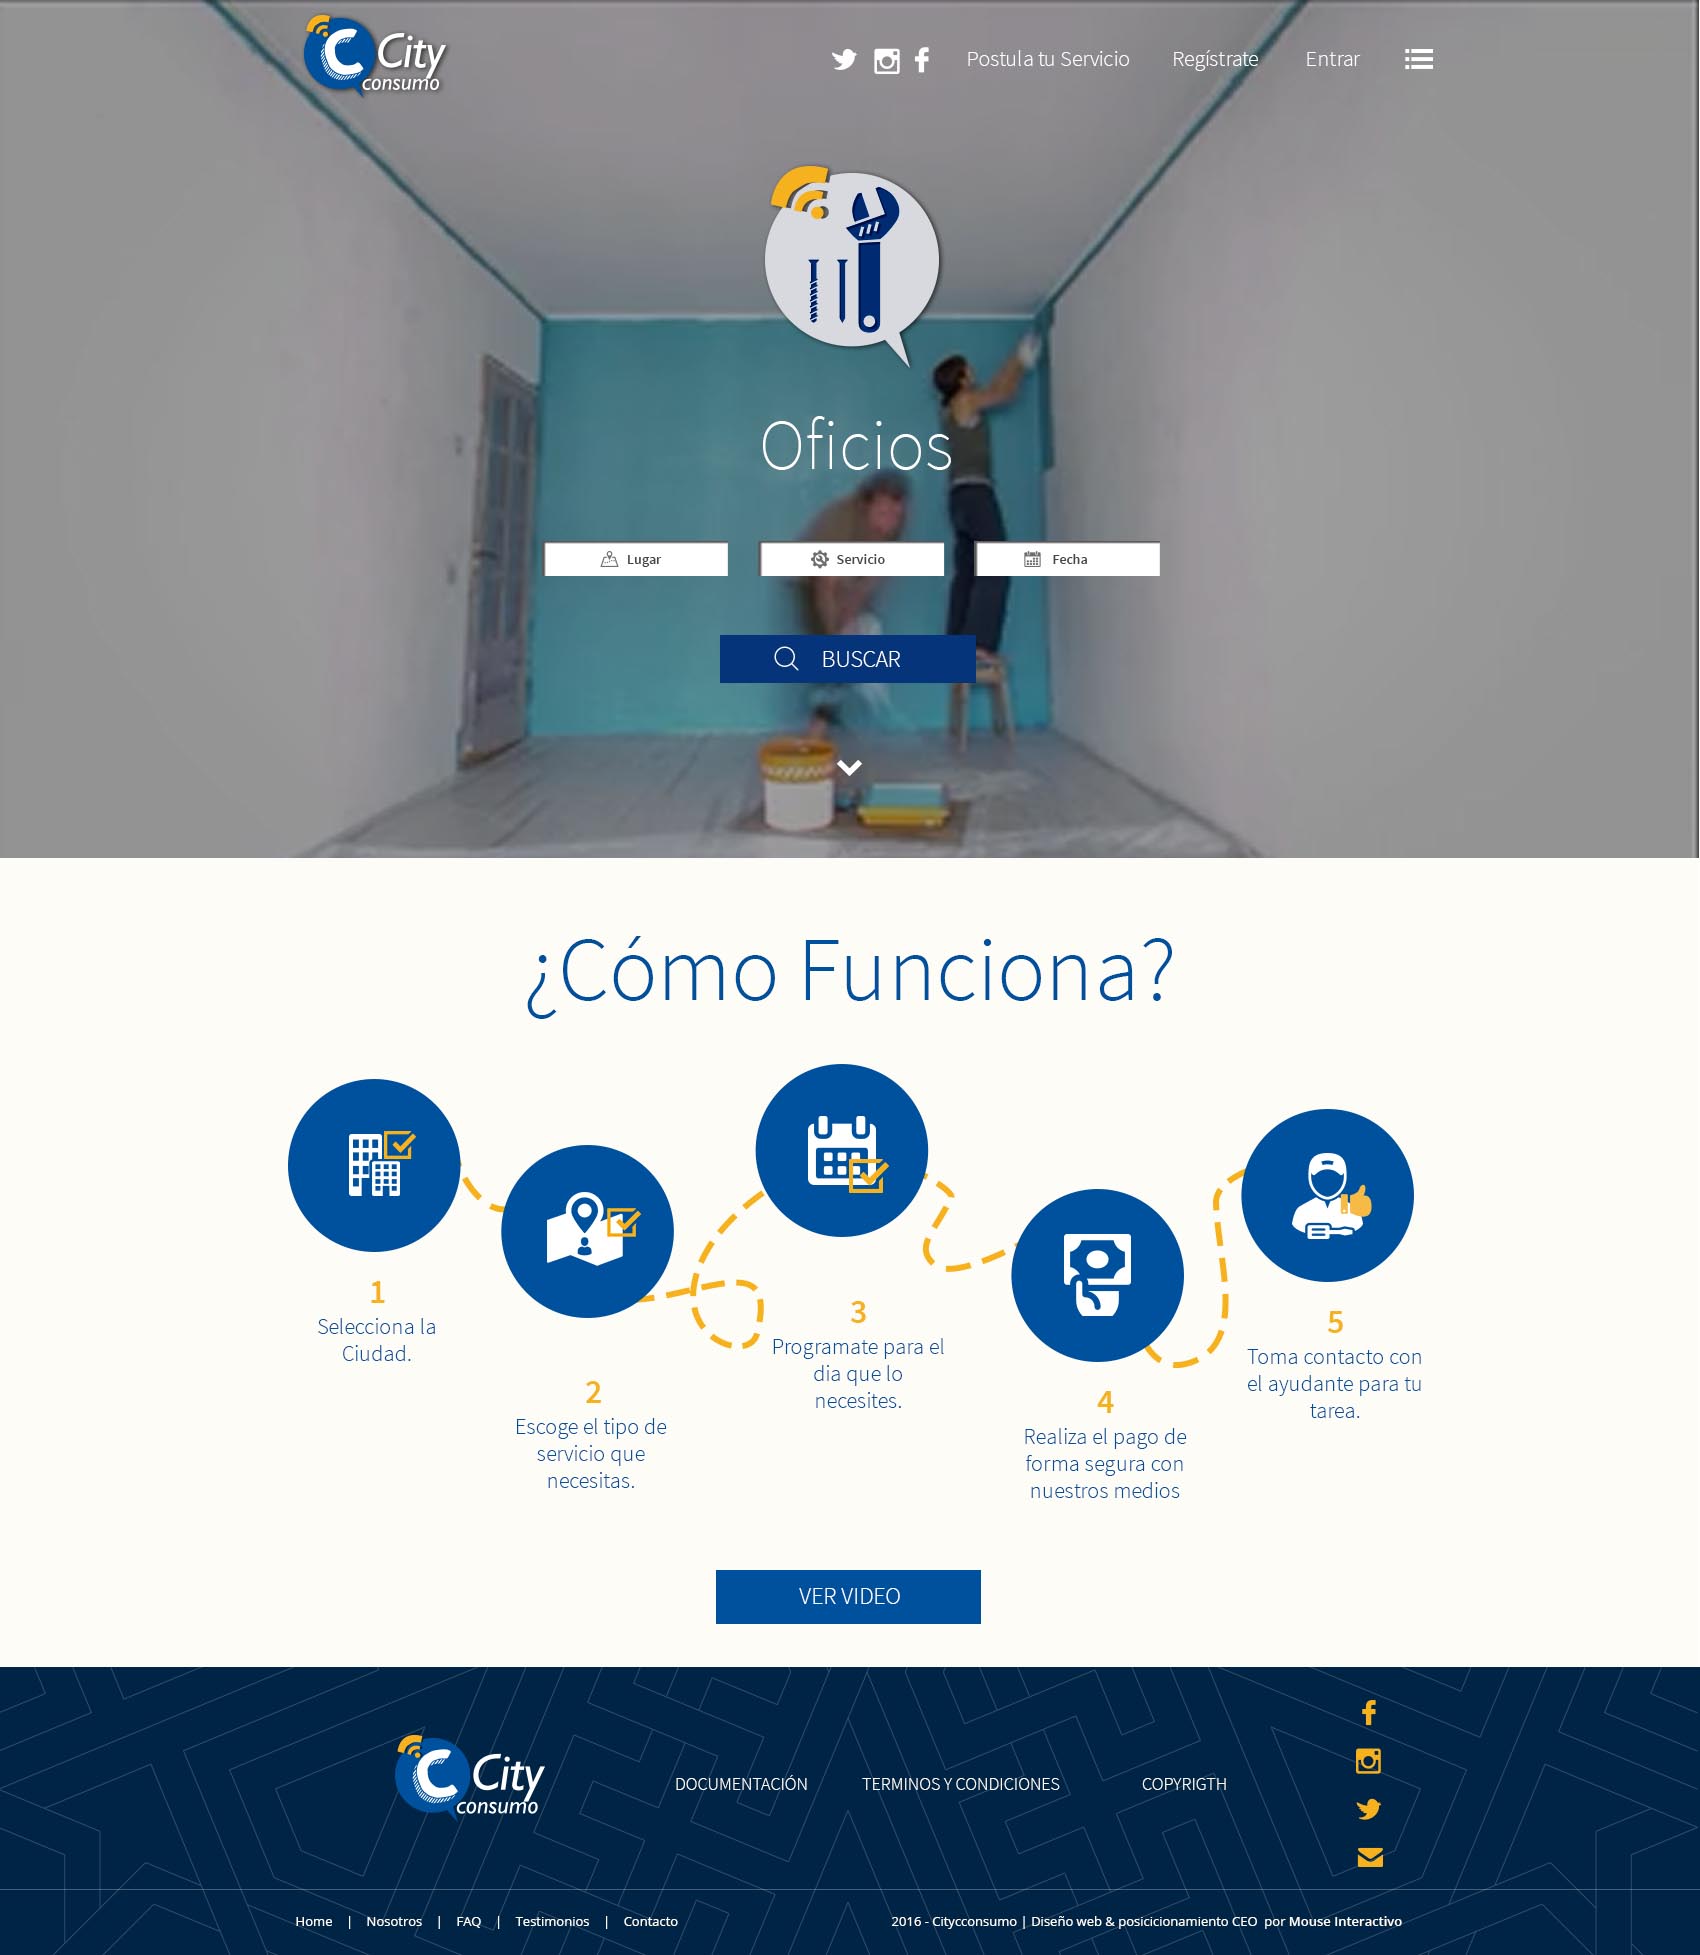 City
consumo
Postula tu Servicio
Regístrate
Entrar
Oficios
Lugar
Servicio
Fecha
BUSCAR
¿Cómo Funciona?
1
Selecciona la
Ciudad.
2
Escoge el tipo de
servicio que
necesitas.
3
Programate para el
dia que lo
necesites.
4
Realiza el pago de
forma segura con
nuestros medios
5
Toma contacto con
el ayudante para tu
tarea.
VER VIDEO
C City
consumo
DOCUMENTACIÓN
TERMINOS Y CONDICIONES
COPYRIGTH
Home | Nosotros | FAQ | Testimonios | Contacto
2016 - Citycconsumo | Diseño web & posicicionamiento CEO por Mouse Interactivo